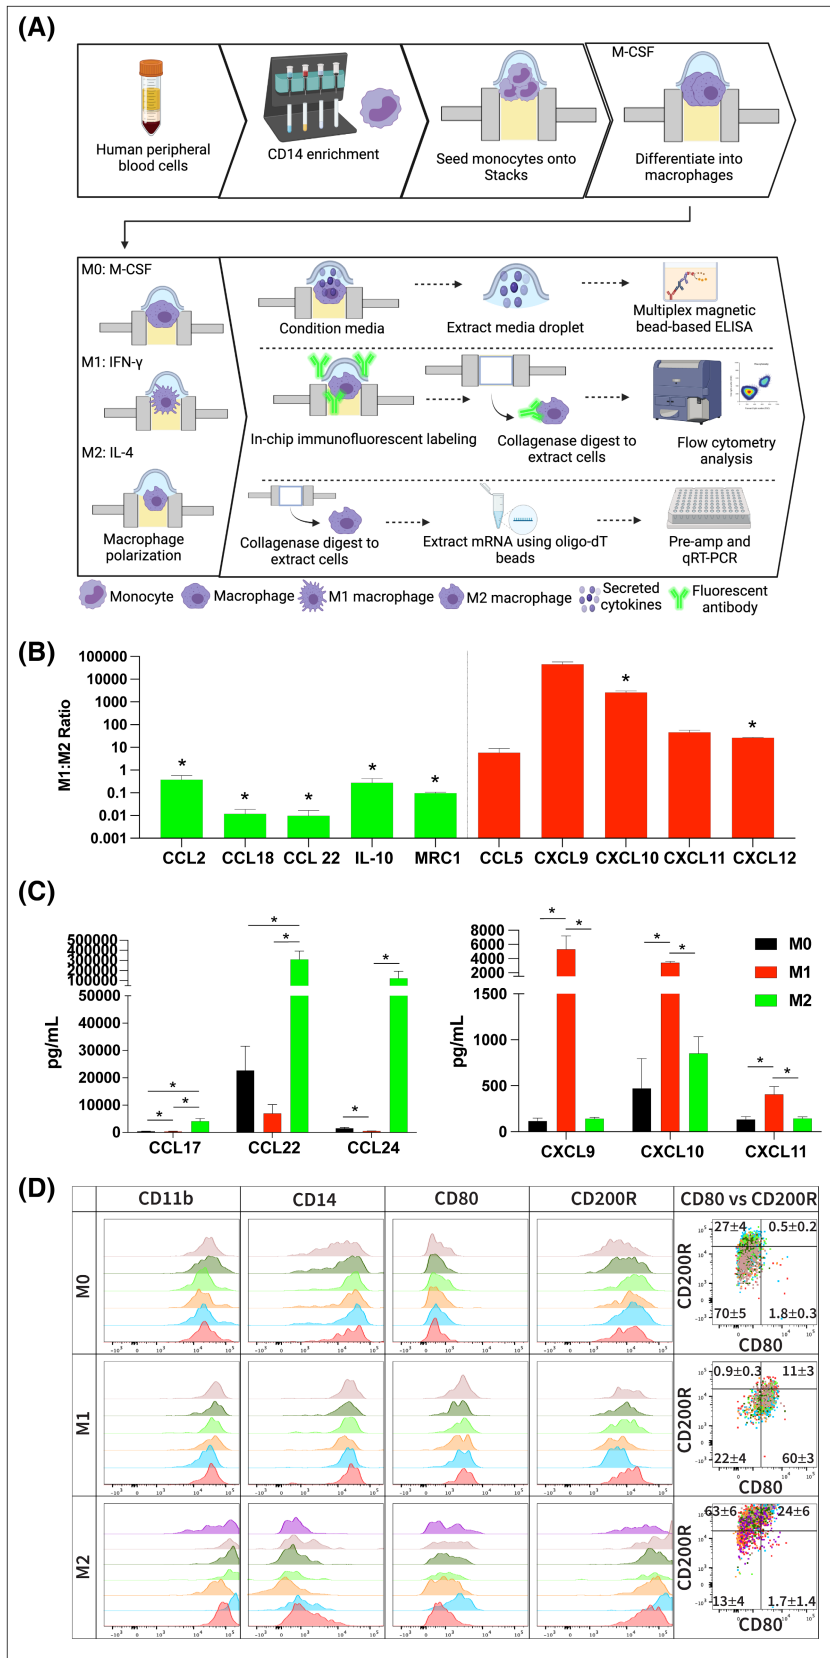 (A)
Human peripheral
blood cells
CD14 enrichment
Seed monocytes onto
Stacks
M-CSF
Differentiate into
macrophages
M0: M-CSF
M1: IFN-γ
M2: IL-4
Macrophage
polarization
Condition media
Extract media droplet
Multiplex magnetic
bead-based ELISA
In-chip immunofluorescent labeling
Collagenase digest to
extract cells
Flow cytometry
analysis
Collagenase digest to
extract cells
Extract mRNA using oligo-dT
beads
Pre-amp and
qRT-PCR
Monocyte
Macrophage
M1 macrophage
M2 macrophage
Secreted
cytokines
Fluorescent
antibody
(B)
M1:M2 Ratio
100000
10000
1000
100
10
1
0.1
0.01
0.001
* * * * * * *
CCL2 CCL18 CCL 22 IL-10 MRC1 CCL5 CXCL9 CXCL10 CXCL11 CXCL12
(C)
pg/mL
500000
400000
300000
200000
100000
50000
40000
30000
20000
10000
0
* * * * * * *
CCL17 CCL22 CCL24
pg/mL
8000
6000
4000
2000
1500
1000
500
0
* * * * * *
CXCL9 CXCL10 CXCL11
M0
M1
M2
(D)
CD11b CD14 CD80 CD200R CD80 vs CD200R
M0
CD200R
27±4 0.5±0.2
70±5 1.8±0.3
CD80
M1
CD200R
0.9±0.3 11±3
22±4 60±3
CD80
M2
CD200R
63±6 24±6
13±4 1.7±1.4
CD80